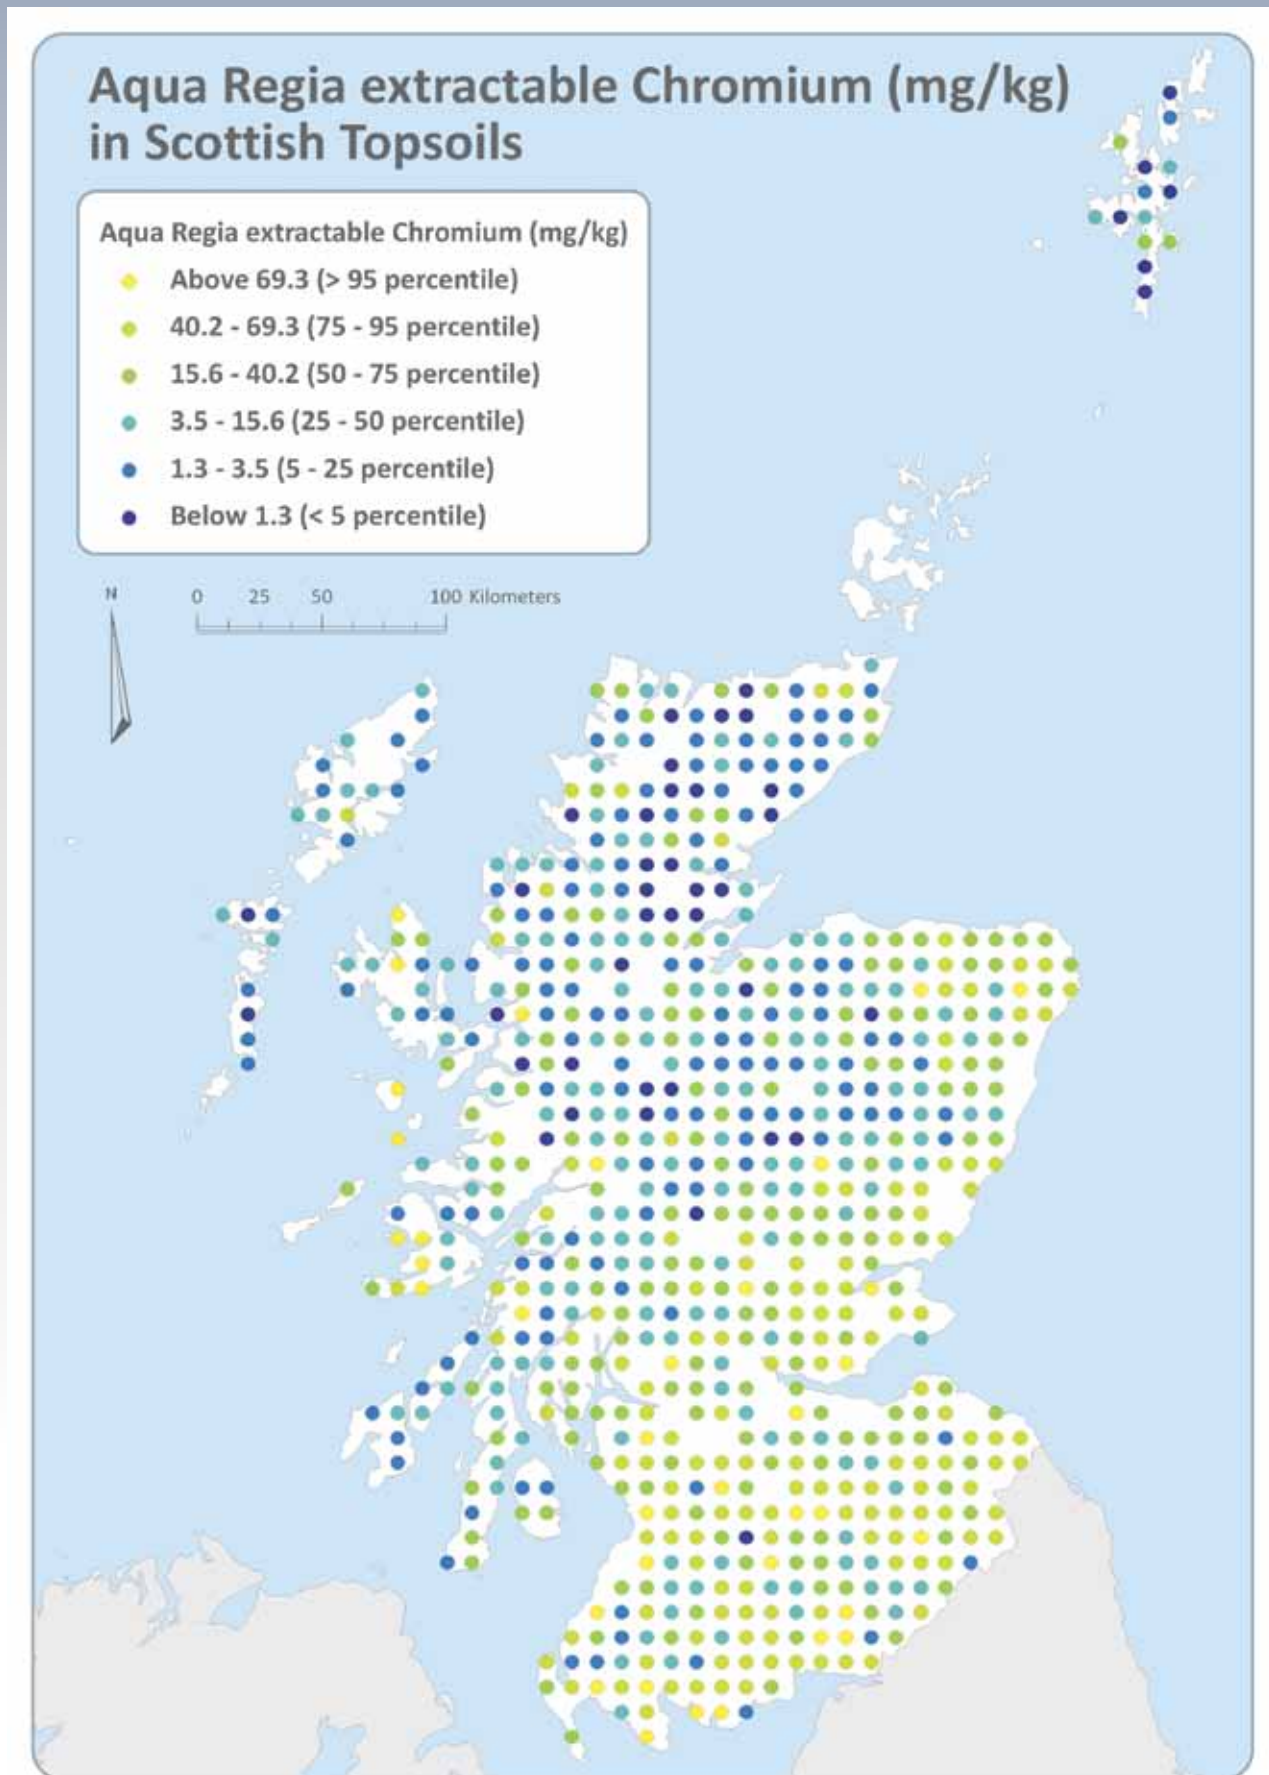 Aqua Regia extractable Chromium (mg/kg)
in Scottish Topsoils
Aqua Regia extractable Chromium (mg/kg)
Above 69.3 (> 95 percentile)
40.2 - 69.3 (75 - 95 percentile)
15.6 - 40.2 (50 - 75 percentile)
3.5 - 15.6 (25 - 50 percentile)
1.3 - 3.5 (5 - 25 percentile)
Below 1.3 (< 5 percentile)
N
0 25 50 100 Kilometers